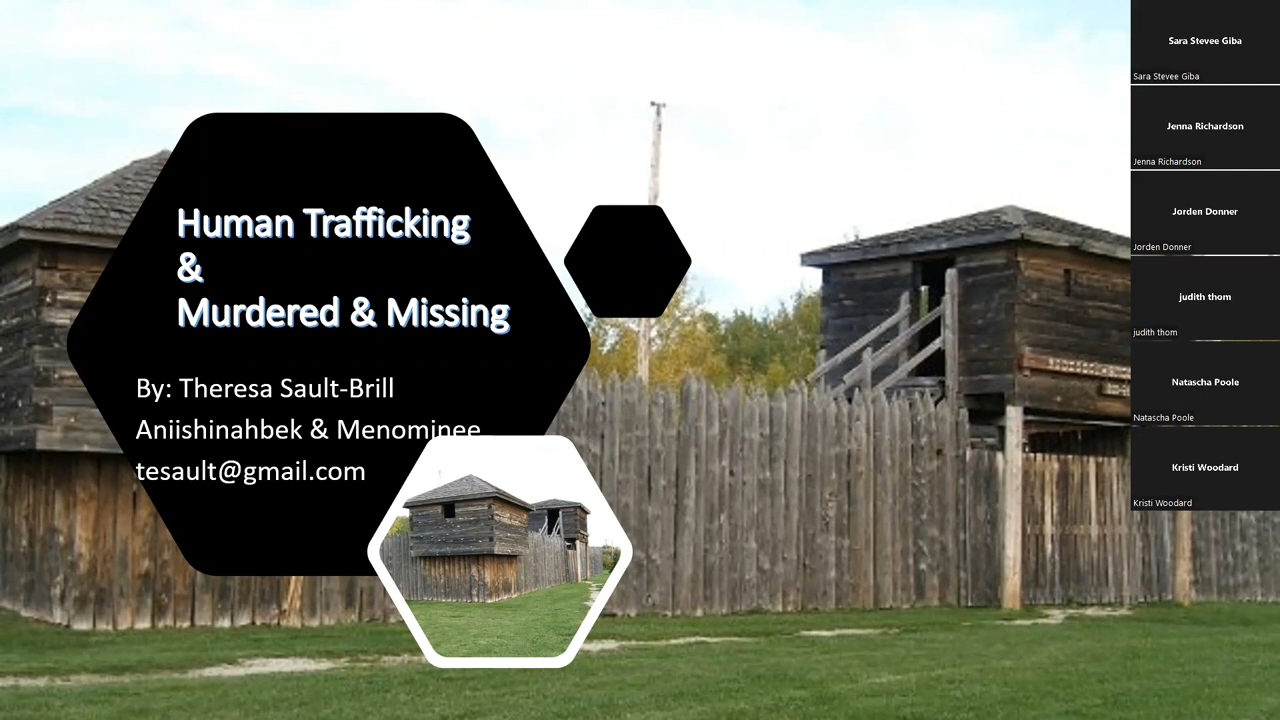 Human Trafficking
&
Murdered & Missing
By: Theresa Sault-Brill
Aniishinahbek & Menominee
tesault@gmail.com
Sara Stevee Giba
Sara Stevee Giba
Jenna Richardson
Jenna Richardson
Jorden Donner
Jorden Donner
judith thom
judith thom
Natascha Poole
Natascha Poole
Kristi Woodard
Kristi Woodard